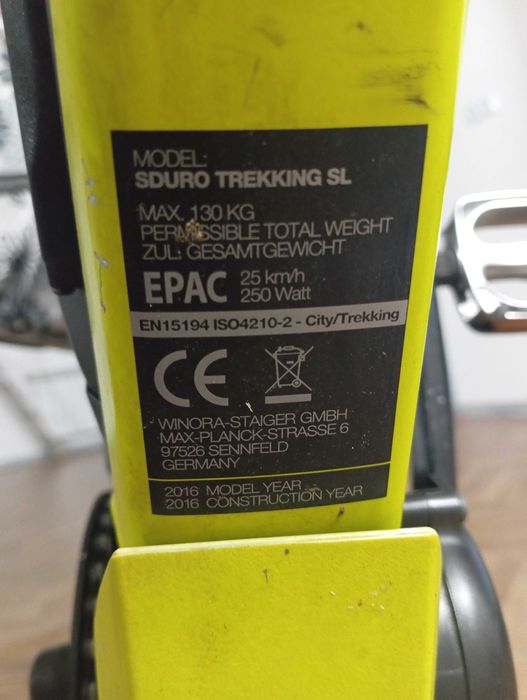 MODEL:
SDURO TREKKING SL
MAX. 130 KG
PERMISSIBLE TOTAL WEIGHT
ZUL. GESAMTGEWICHT
EPAC 25 km/h
250 Watt
EN15194 ISO4210-2 - City/Trekking
CE
WINORA-STAIGER GMBH
MAX-PLANCK-STRASSE 6
97526 SENNFELD
GERMANY
2016 MODEL YEAR
2016 CONSTRUCTION YEAR